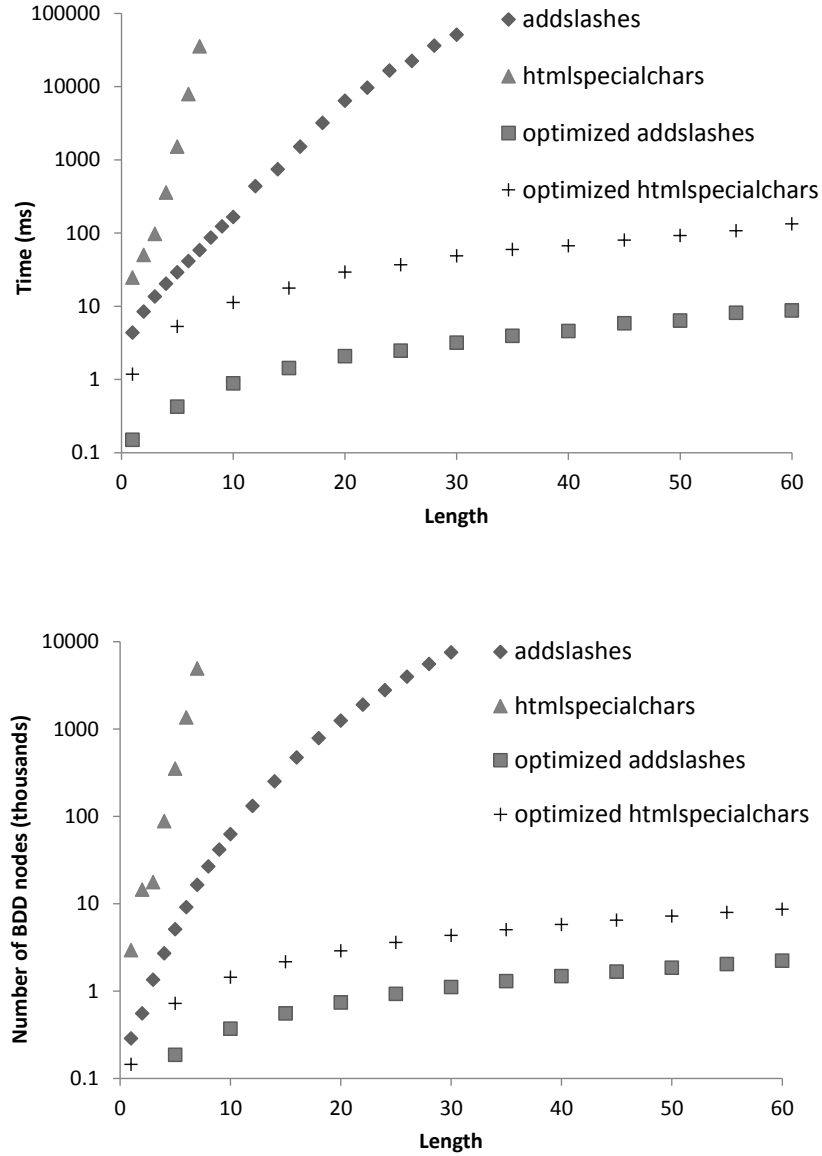 100000
10000
1000
100
10
1
0.1
Time (ms)
0
10
20
30
40
50
60
Length
addslashes
htmlspecialchars
optimized addslashes
optimized htmlspecialchars
10000
1000
100
10
1
0.1
Number of BDD nodes (thousands)
0
10
20
30
40
50
60
Length
addslashes
htmlspecialchars
optimized addslashes
optimized htmlspecialchars